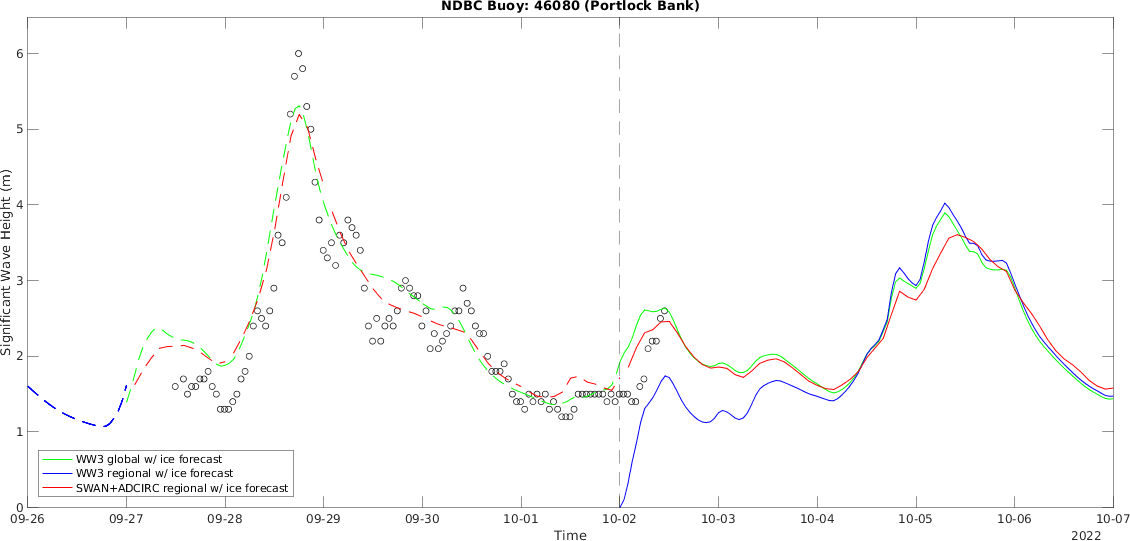 NDBC Buoy: 46080 (Portlock Bank)
Significant Wave Height (m)
6
5
4
3
2
1
0
WW3 global w/ ice forecast
WW3 regional w/ ice forecast
SWAN+ADCIRC regional w/ ice forecast
09-26 09-27 09-28 09-29 09-30 10-01 10-02 10-03 10-04 10-05 10-06 10-07
Time
2022